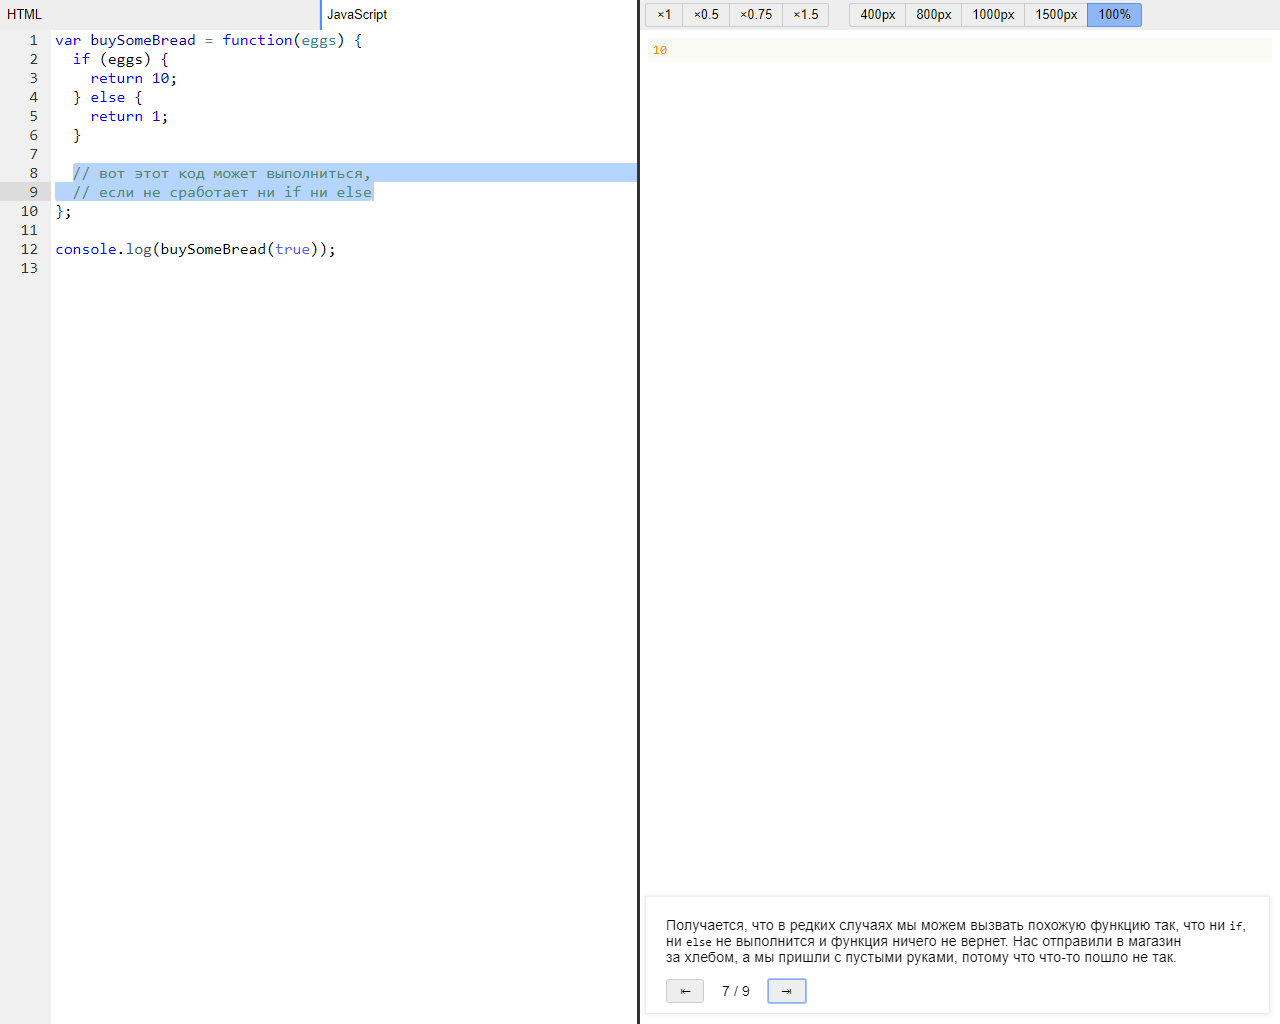 HTML
JavaScript
×1 ×0.5 ×0.75 ×1.5 400px 800px 1000px 1500px 100%
1 var buySomeBread = function(eggs) {
2 if (eggs) {
3 return 10;
4 } else {
5 return 1;
6 }
7
8 // вот этот код может выполниться,
9 // если не сработает ни if ни else
10 };
11
12 console.log(buySomeBread(true));
13
10
Получается, что в редких случаях мы можем вызвать похожую функцию так, что ни if,
ни else не выполнится и функция ничего не вернет. Нас отправили в магазин
за хлебом, а мы пришли с пустыми руками, потому что что-то пошло не так.
⇤ 7 / 9 ⇥